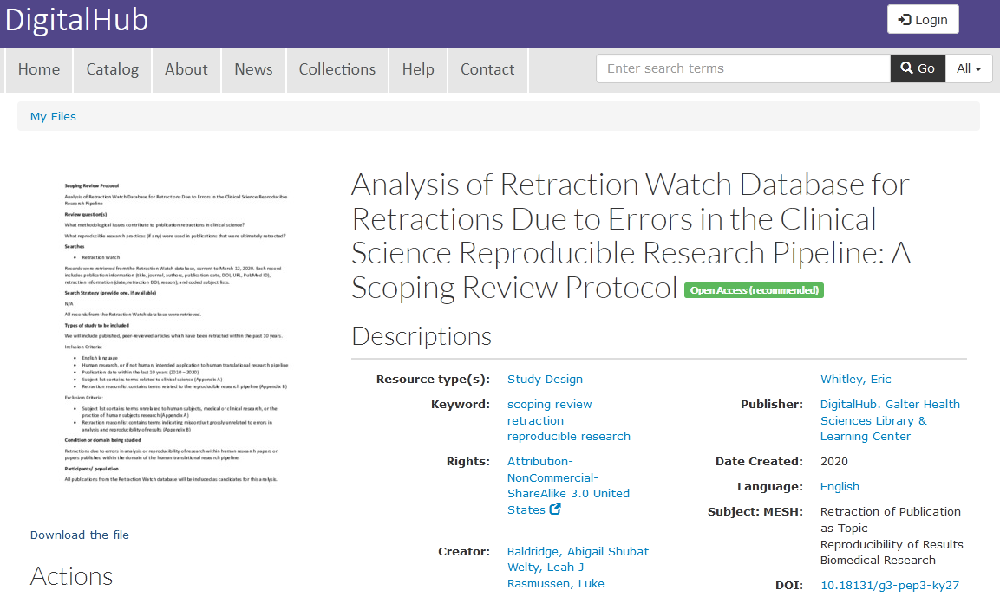 DigitalHub
Login
Home
Catalog
About
News
Collections
Help
Contact
Enter search terms
Go
All
My Files
Scoping Review Protocol
Analysis of Retraction Watch Database for Retractions Due to Errors in the Clinical Science Reproducible
Research Pipeline
Review question(s)
What methodological issues contribute to publication retractions in clinical science?
What reproducible research practices (if any) were used in publications that were ultimately retracted?
Searches
• Retraction Watch
Records were retrieved from the Retraction Watch database, current to March 12, 2020. Each record
includes publication information (title, journal, authors, publication date, DOI, URL, PubMed ID),
retraction information (date, retraction DOI, reason), and coded subject lists.
Search Strategy (provide one, if available)
N/A
All records from the Retraction Watch database were retrieved.
Types of study to be included
We will include published, peer-reviewed articles which have been retracted within the past 10 years.
Inclusion Criteria:
• English language
• Human research, or if not human, intended application to human translational research pipeline
• Publication date within the last 10 years (2010 – 2020)
• Subject list contains terms related to clinical science (Appendix A)
• Retraction reason list contains terms related to the reproducible research pipeline (Appendix B)
Exclusion Criteria:
• Subject list contains terms unrelated to human subjects, medical or clinical research, or the
practice of human subjects research (Appendix A)
• Retraction reason list contains terms indicating misconduct grossly unrelated to errors in
analysis and reproducibility of results (Appendix B)
Condition or domain being studied
Retractions due to errors in analysis or reproducibility of research within human research papers or
papers published within the domain of the human translational research pipeline.
Participants/ population
All publications from the Retraction Watch database will be included as candidates for this analysis.
Download the file
Actions
Analysis of Retraction Watch Database for
Retractions Due to Errors in the Clinical
Science Reproducible Research Pipeline: A
Scoping Review Protocol Open Access (recommended)
Descriptions
Resource type(s): Study Design
Keyword: scoping review
retraction
reproducible research
Rights: Attribution-
NonCommercial-
ShareAlike 3.0 United
States
Creator: Baldridge, Abigail Shubat
Welty, Leah J
Rasmussen, Luke
Whitley, Eric
Publisher: DigitalHub. Galter Health
Sciences Library &
Learning Center
Date Created: 2020
Language: English
Subject: MESH: Retraction of Publication
as Topic
Reproducibility of Results
Biomedical Research
DOI: 10.18131/g3-pep3-ky27